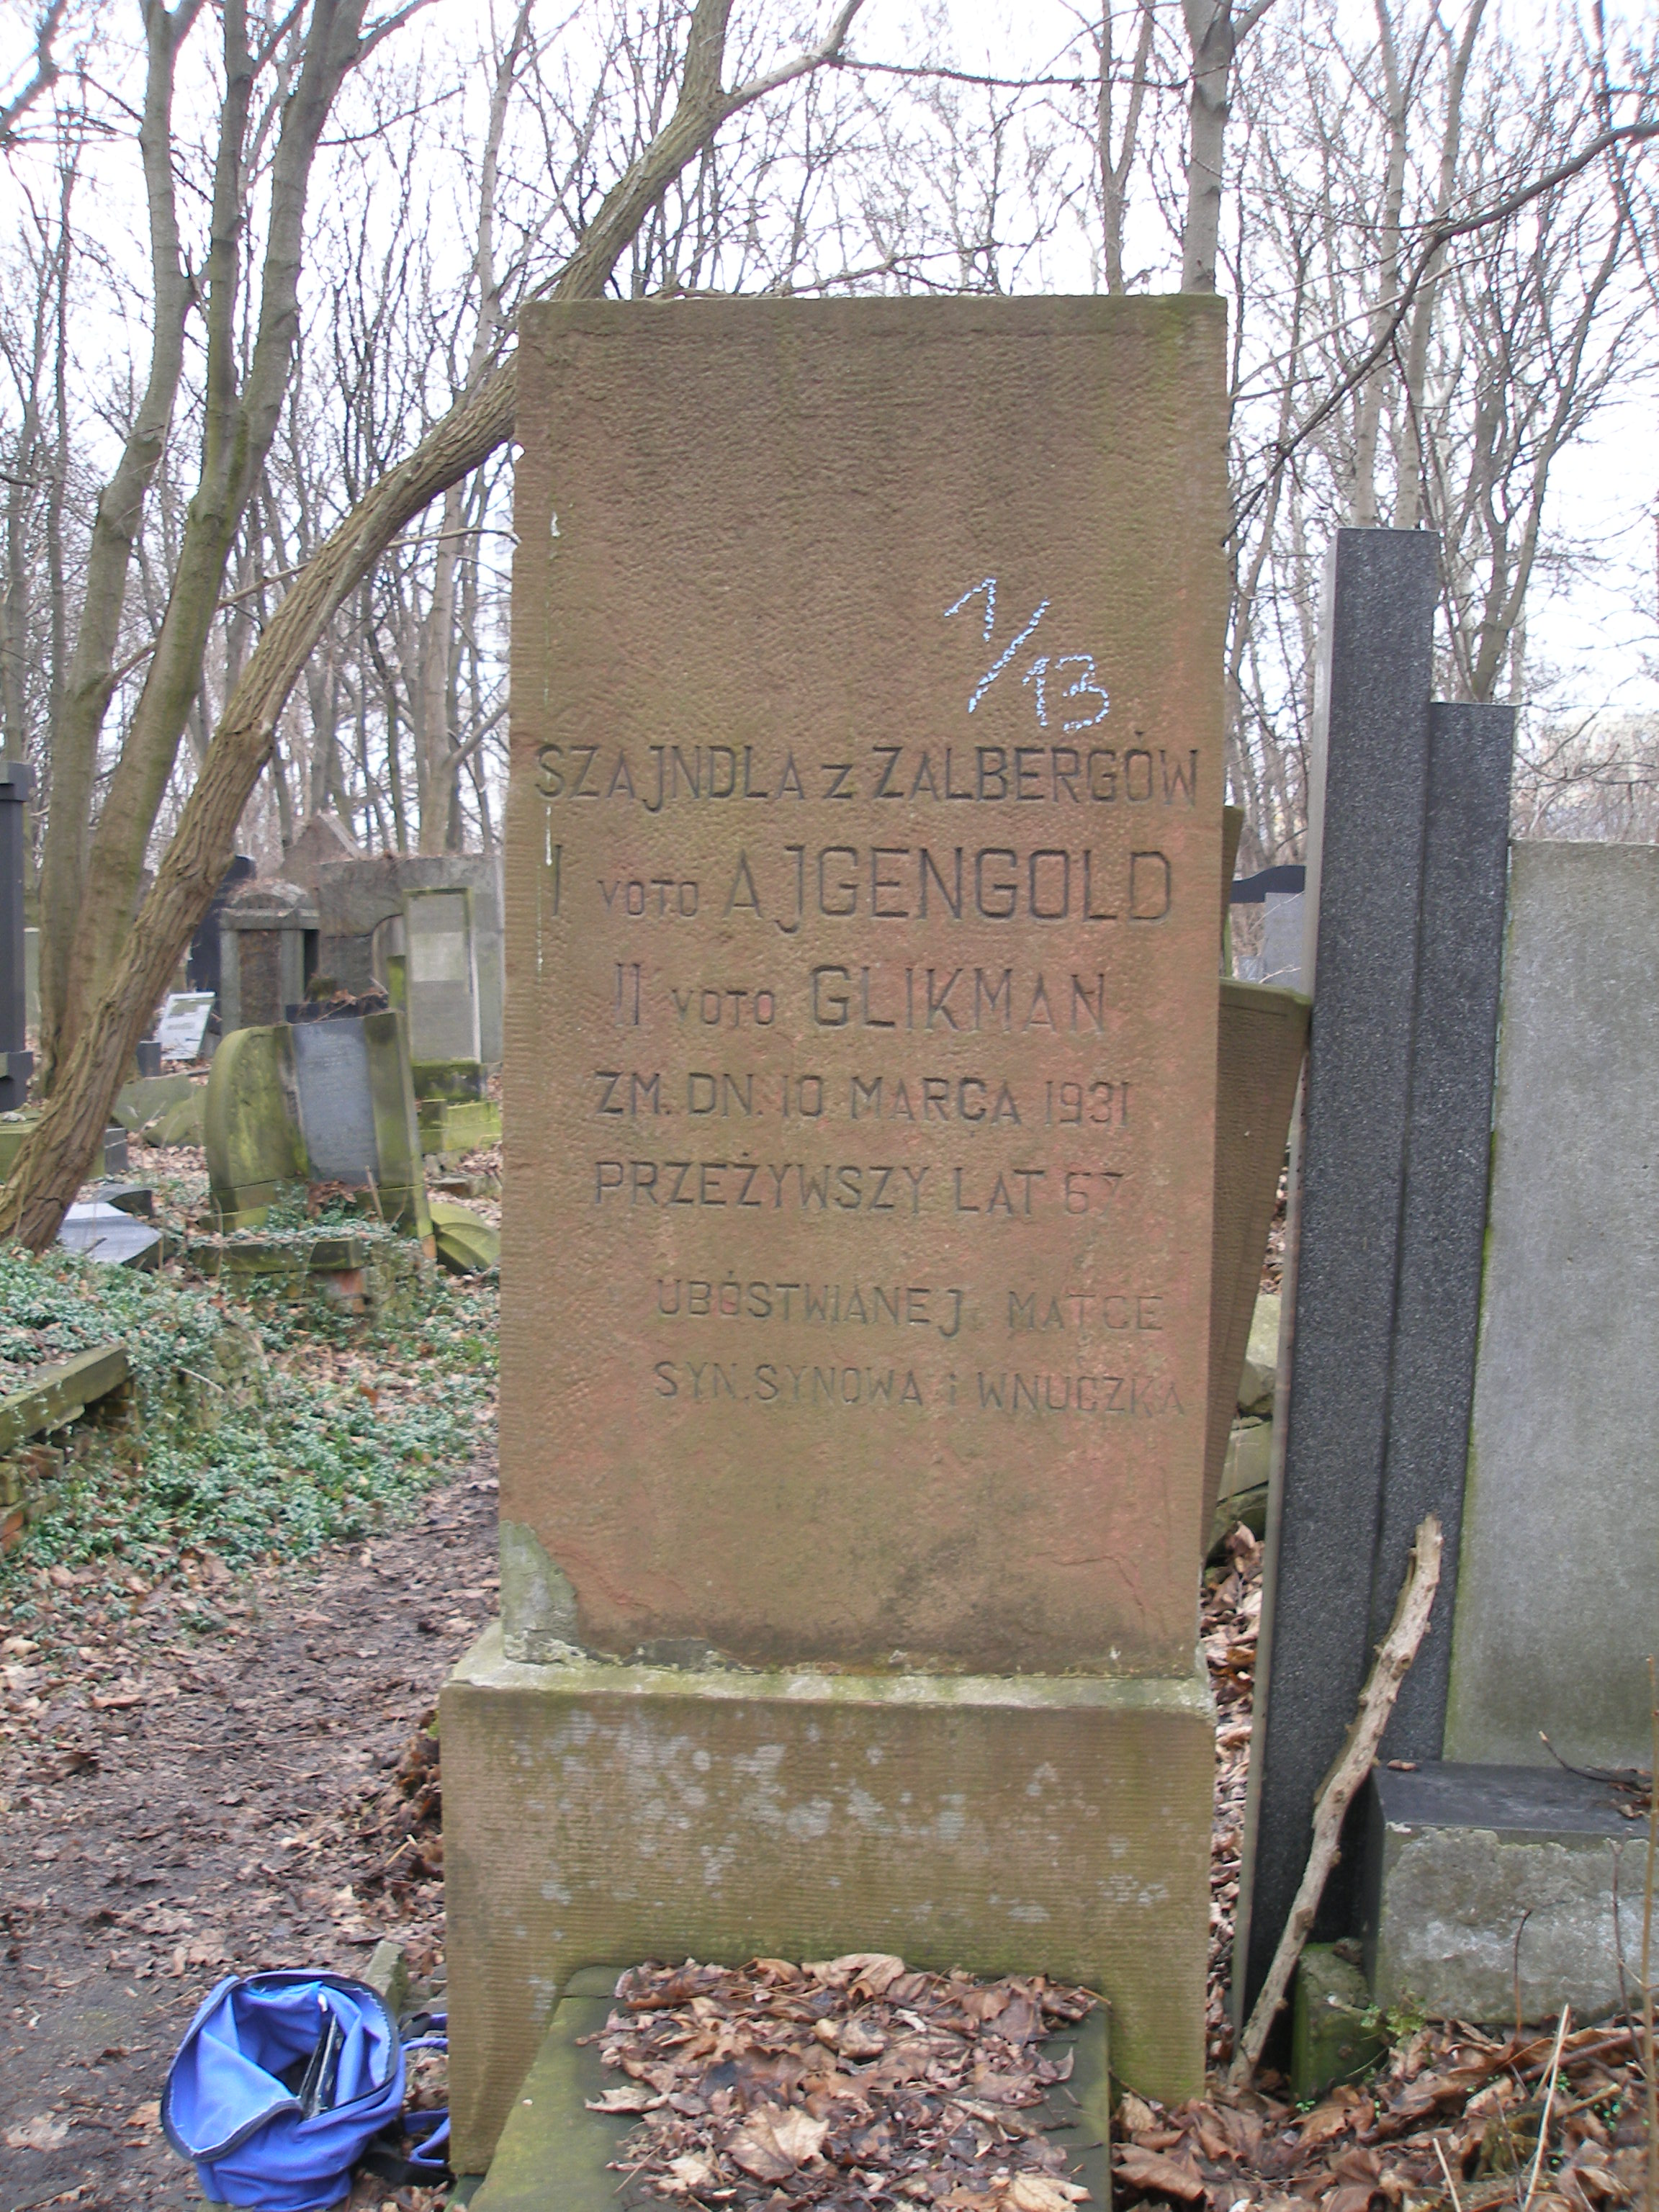 1/13
SZAJNDLA z ZALBERGÓW
I VOTO AJGENGOLD
II VOTO GLIKMAN
ZM. DN. 10 MARCA 1931
PRZEŻYWSZY LAT 67
UBÓSTWIANEJ MATCE
SYN. SYNOWA i WNUCZKA